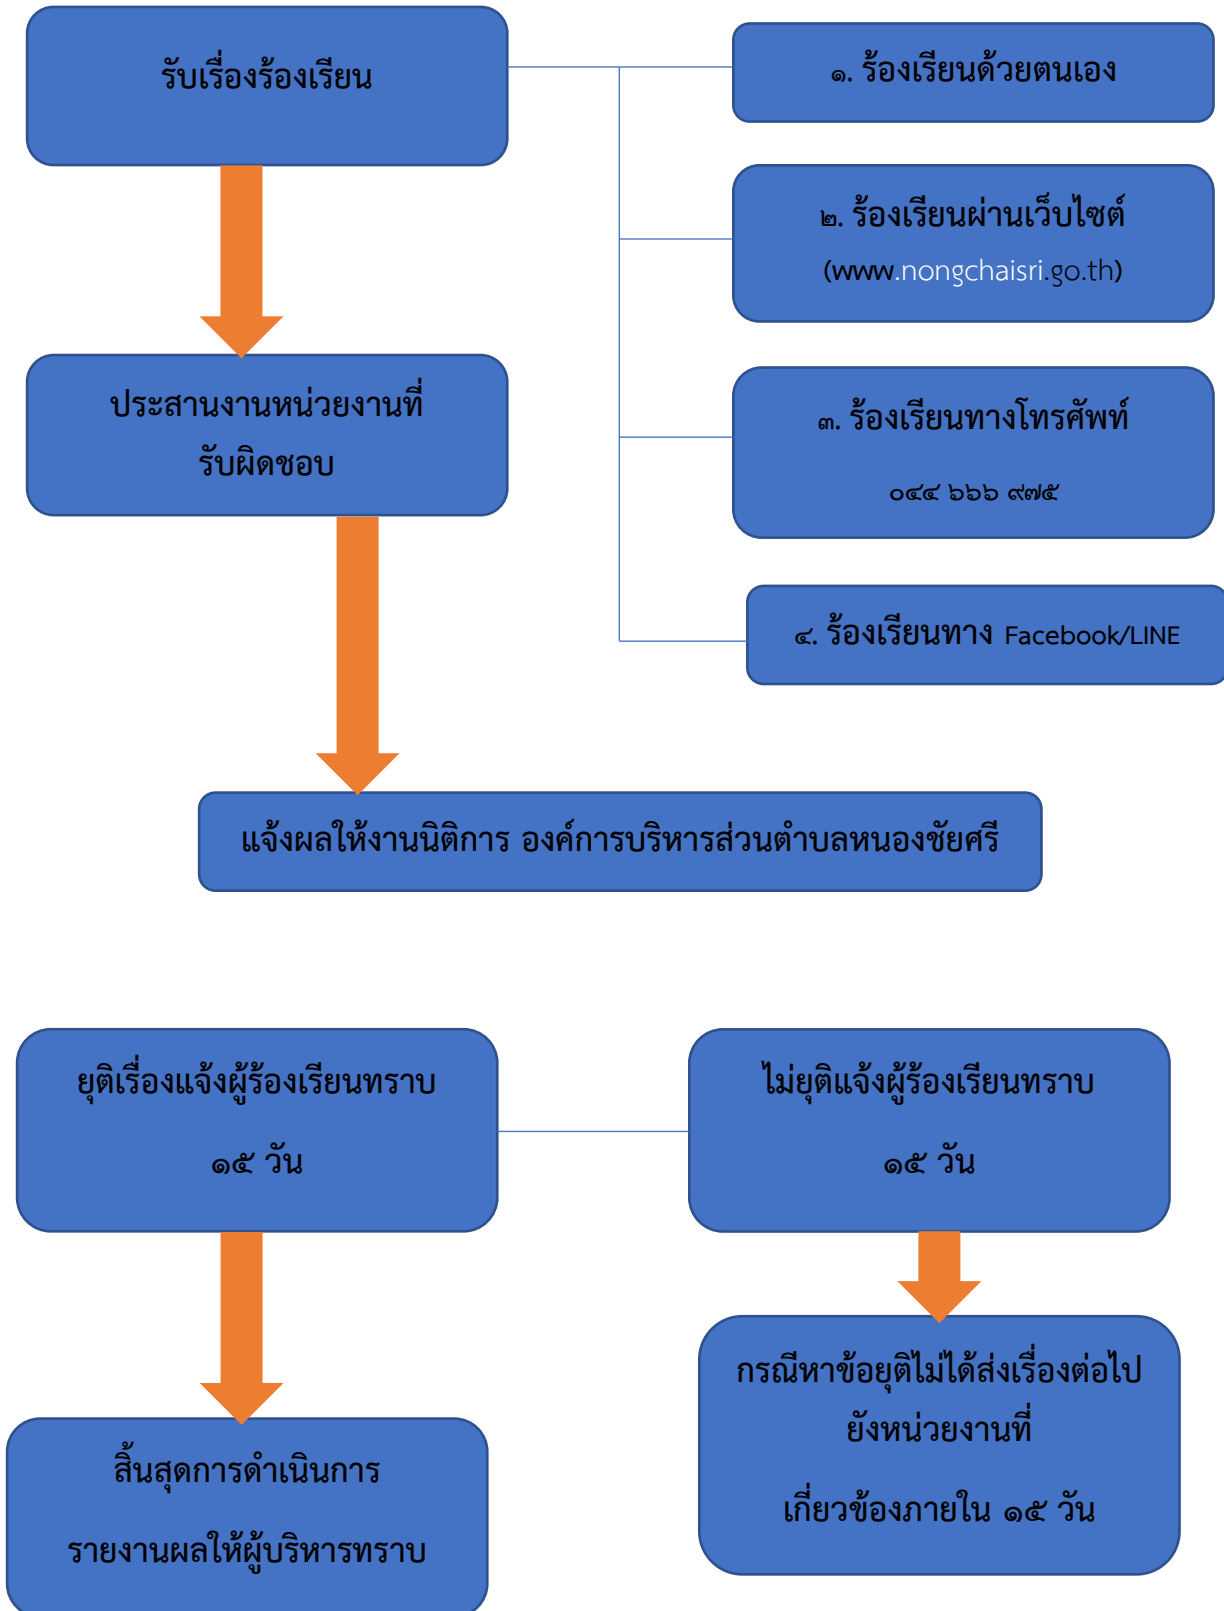 รับเรื่องร้องเรียน
๑. ร้องเรียนด้วยตนเอง
๒. ร้องเรียนผ่านเว็บไซต์
(www.nongchaisri.go.th)
ประสานงานหน่วยงานที่
รับผิดชอบ
๓. ร้องเรียนทางโทรศัพท์
๐๔๔ ๖๖๖ ๙๗๕
๔. ร้องเรียนทาง Facebook/LINE
แจ้งผลให้งานนิติการ องค์การบริหารส่วนตำบลหนองชัยศรี
ยุติเรื่องแจ้งผู้ร้องเรียนทราบ
๑๕ วัน
ไม่ยุติแจ้งผู้ร้องเรียนทราบ
๑๕ วัน
กรณีหาข้อยุติไม่ได้ส่งเรื่องต่อไป
ยังหน่วยงานที่
เกี่ยวข้องภายใน ๑๕ วัน
สิ้นสุดการดำเนินการ
รายงานผลให้ผู้บริหารทราบ